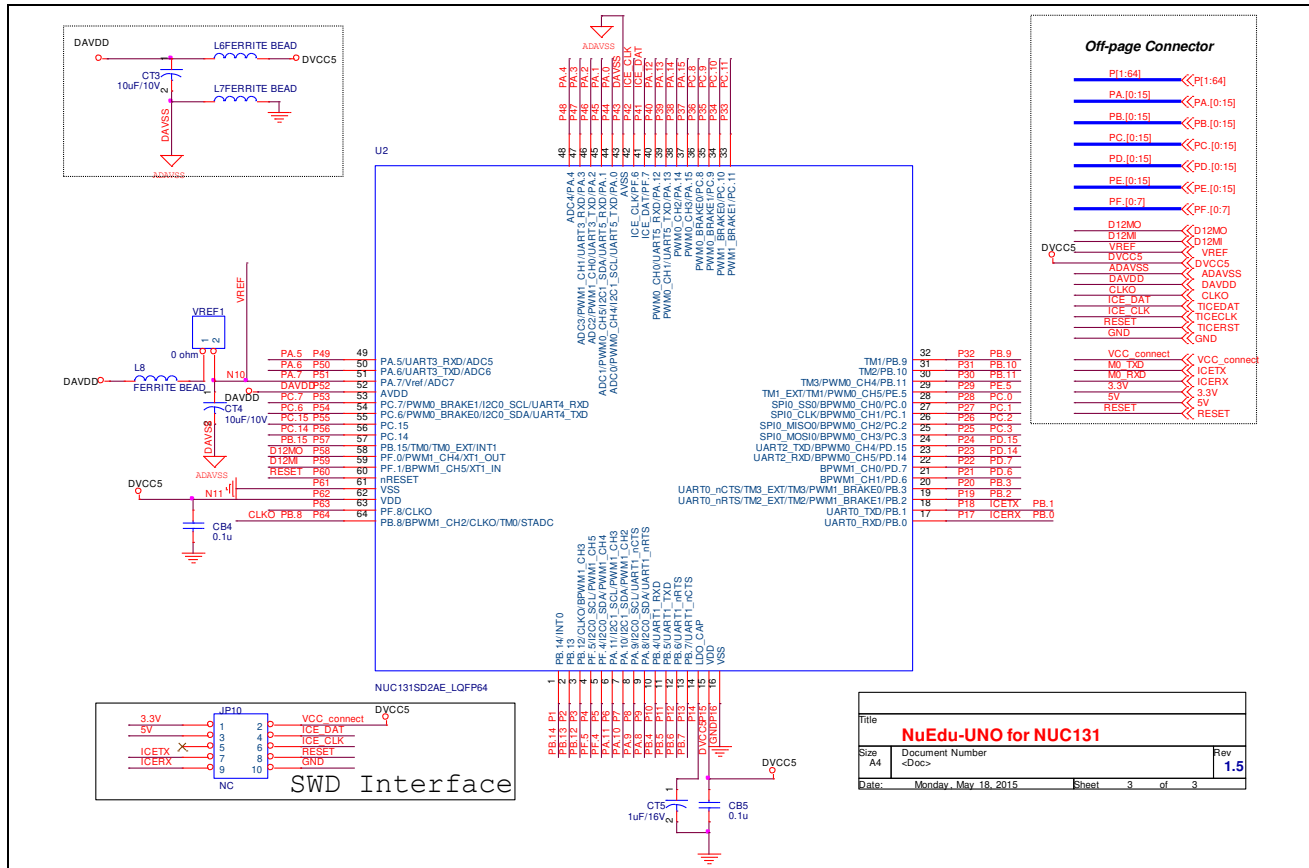 DAVDD
L6FERRITE BEAD
DVCC5
1
CT3
10uF/10V
2
L7FERRITE BEAD
DAVSS
ADAVSS
ADAVSS
PA.4 P48 48 ADC4/PA.4
PA.3 P47 47 ADC3/PWM1_CH1/UART3_RXD/PA.3
PA.2 P46 46 ADC2/PWM1_CH0/UART3_TXD/PA.2
PA.1 P45 45 ADC1/PWM0_CH5/I2C1_SDA/UART5_RXD/PA.1
PA.0 P44 44 ADC0/PWM0_CH4/I2C1_SCL/UART5_TXD/PA.0
DAVSS P43 43 AVSS
ICE_CLK P42 42 ICE_CLK/PF.6
ICE_DAT P41 41 ICE_DAT/PF.7
PA.12 P40 40 PWM0_CH0/UART5_RXD/PA.12
PA.13 P39 39 PWM0_CH1/UART5_TXD/PA.13
PA.14 P38 38 PWM0_CH2/PA.14
PA.15 P37 37 PWM0_CH3/PA.15
PC.8 P36 36 PWM0_BRAKE0/PC.8
PC.9 P35 35 PWM0_BRAKE1/PC.9
PC.10 P34 34 PWM1_BRAKE0/PC.10
PC.11 P33 33 PWM1_BRAKE1/PC.11
Off-page Connector
P[1:64] P[1:64]
PA.[0:15] PA.[0:15]
PB.[0:15] PB.[0:15]
PC.[0:15] PC.[0:15]
PD.[0:15] PD.[0:15]
PE.[0:15] PE.[0:15]
PF.[0:7] PF.[0:7]
D12MO D12MO
D12MI D12MI
VREF VREF
DVCC5 DVCC5 DVCC5
ADAVSS ADAVSS
DAVDD DAVDD
CLKO CLKO
ICE_DAT TICEDAT
ICE_CLK TICECLK
RESET TICERST
GND GND
VCC_connect VCC_connect
M0_TXD ICETX
M0_RXD ICERX
3.3V 3.3V
5V 5V
RESET RESET
U2
VREF
VREF1
1 2
0 ohm
L8
DAVDD
FERRITE BEAD
N10
DAVDD
1
CT4
10uF/10V
2
DAVSS
ADAVSS
PA.5 P49 49 PA.5/UART3_RXD/ADC5
PA.6 P50 50 PA.6/UART3_TXD/ADC6
PA.7 P51 51 PA.7/Vref/ADC7
DAVDD P52 52 AVDD
PC.7 P53 53 PC.7/PWM0_BRAKE1/I2C0_SCL/UART4_RXD
PC.6 P54 54 PC.6/PWM0_BRAKE0/I2C0_SDA/UART4_TXD
PC.15 P55 55 PC.15
PC.14 P56 56 PC.14
PB.15 P57 57 PB.15/TM0/TM0_EXT/INT1
D12MO P58 58 PF.0/PWM1_CH4/XT1_OUT
D12MI P59 59 PF.1/BPWM1_CH5/XT1_IN
RESET P60 60 nRESET
P61 61 VSS
DVCC5 N11 P62 62 VDD
P63 63 PF.8/CLKO
CLKO PB.8 P64 64 PB.8/BPWM1_CH2/CLKO/TM0/STADC
CB4
0.1u
TM1/PB.9 32 P32 PB.9
TM2/PB.10 31 P31 PB.10
TM3/PWM0_CH4/PB.11 30 P30 PB.11
TM1_EXT/TM1/PWM0_CH5/PE.5 29 P29 PE.5
SPI0_SS0/BPWM0_CH0/PC.0 28 P28 PC.0
SPI0_CLK/BPWM0_CH1/PC.1 27 P27 PC.1
SPI0_MISO0/BPWM0_CH2/PC.2 26 P26 PC.2
SPI0_MOSI0/BPWM0_CH3/PC.3 25 P25 PC.3
UART2_TXD/BPWM0_CH4/PD.15 24 P24 PD.15
UART2_RXD/BPWM0_CH5/PD.14 23 P23 PD.14
BPWM1_CH0/PD.7 22 P22 PD.7
BPWM1_CH1/PD.6 21 P21 PD.6
UART0_nCTS/TM3_EXT/TM3/PWM1_BRAKE0/PB.3 20 P20 PB.3
UART0_nRTS/TM2_EXT/TM2/PWM1_BRAKE1/PB.2 19 P19 PB.2
UART0_TXD/PB.1 18 P18 ICETX PB.1
UART0_RXD/PB.0 17 P17 ICERX PB.0
PB.14/INT0 1 P1 PB.14
PB.13 2 P2 PB.13
PB.12/CLKO/BPWM1_CH3 3 P3 PB.12
PF.5/I2C0_SCL/PWM1_CH5 4 P4 PF.5
PF.4/I2C0_SDA/PWM1_CH4 5 P5 PF.4
PA.11/I2C1_SCL/PWM1_CH3 6 P6 PA.11
PA.10/I2C1_SDA/PWM1_CH2 7 P7 PA.10
PA.9/I2C0_SCL/UART1_nCTS 8 P8 PA.9
PA.8/I2C0_SDA/UART1_nRTS 9 P9 PA.8
PB.4/UART1_RXD 10 P10 PB.4
PB.5/UART1_TXD 11 P11 PB.5
PB.6/UART1_nRTS 12 P12 PB.6
PB.7/UART1_nCTS 13 P13 PB.7
LDO_CAP 14 P14
VDD 15 P15 DVCC5
VSS 16 P16 GND
NUC131SD2AE_LQFP64
DVCC5
1
CT5
1uF/16V
2
CB5
0.1u
JP10
DVCC5
3.3V 1 2 VCC_connect
5V 3 4 ICE_DAT
5 6 ICE_CLK
ICETX 7 8 RESET
ICERX 9 10 GND
NC
SWD Interface
Title
NuEdu-UNO for NUC131
Size Document Number Rev
A4 <Doc> 1.5
Date: Monday, May 18, 2015 Sheet 3 of 3